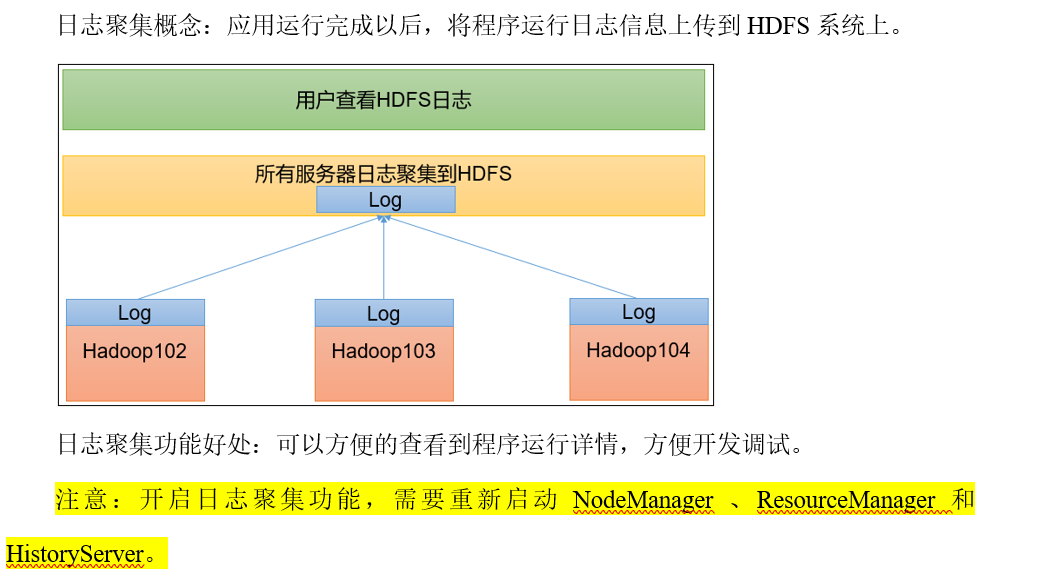 日志聚集概念：应用运行完成以后，将程序运行日志信息上传到 HDFS 系统上。
用户查看HDFS日志
所有服务器日志聚集到HDFS
Log
Log
Log
Log
Hadoop102
Hadoop103
Hadoop104
日志聚集功能好处：可以方便的查看到程序运行详情，方便开发调试。
注意：开启日志聚集功能，需要重新启动 NodeManager 、ResourceManager 和
HistoryServer。